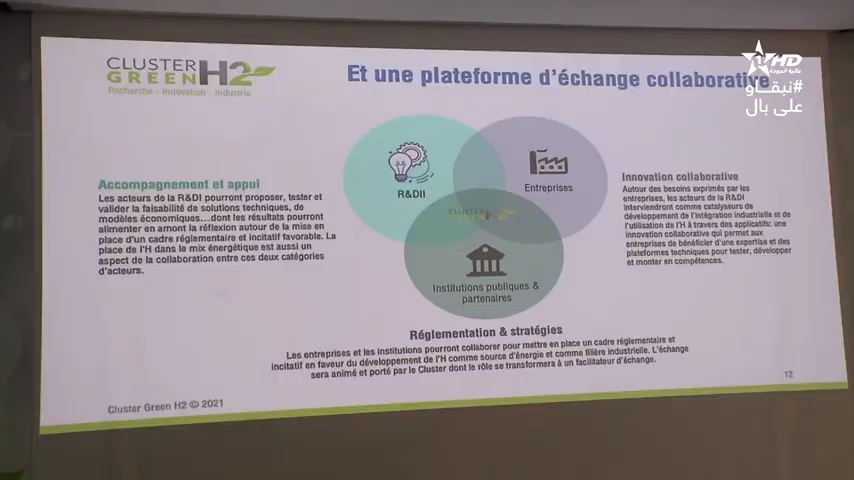 CLUSTER
GREEN H2
Recherche - Innovation - Industrie
Et une plateforme d'échange collaborative
HD
عالية الجودة
#نبقاو
على بال
Accompagnement et appui
Les acteurs de la R&DI pourront proposer, tester et
valider la faisabilité de solutions techniques, de
modèles économiques...dont les résultats pourront
alimenter en amont la réflexion autour de la mise en
place d'un cadre réglementaire et incitatif favorable. La
place de l'H dans le mix énergétique est aussi un
aspect de la collaboration entre ces deux catégories
d'acteurs.
R&DII
Entreprises
CLUSTER
GREEN H2
Institutions publiques &
partenaires
Innovation collaborative
Autour des besoins exprimés par les
entreprises, les acteurs de la R&DI
interviendront comme catalyseurs de
développement de l'intégration industrielle et de
l'utilisation de l'H à travers des applicatifs: une
innovation collaborative qui permet aux
entreprises de bénéficier d'une expertise et des
plateformes techniques pour tester, développer
et monter en compétences.
Réglementation & stratégies
Les entreprises et les institutions pourront collaborer pour mettre en place un cadre réglementaire et
incitatif en faveur du développement de l'H comme source d'énergie et comme filière industrielle. L'échange
sera animé et porté par le Cluster dont le rôle se transformera à un facilitateur d'échange.
12
Cluster Green H2 © 2021